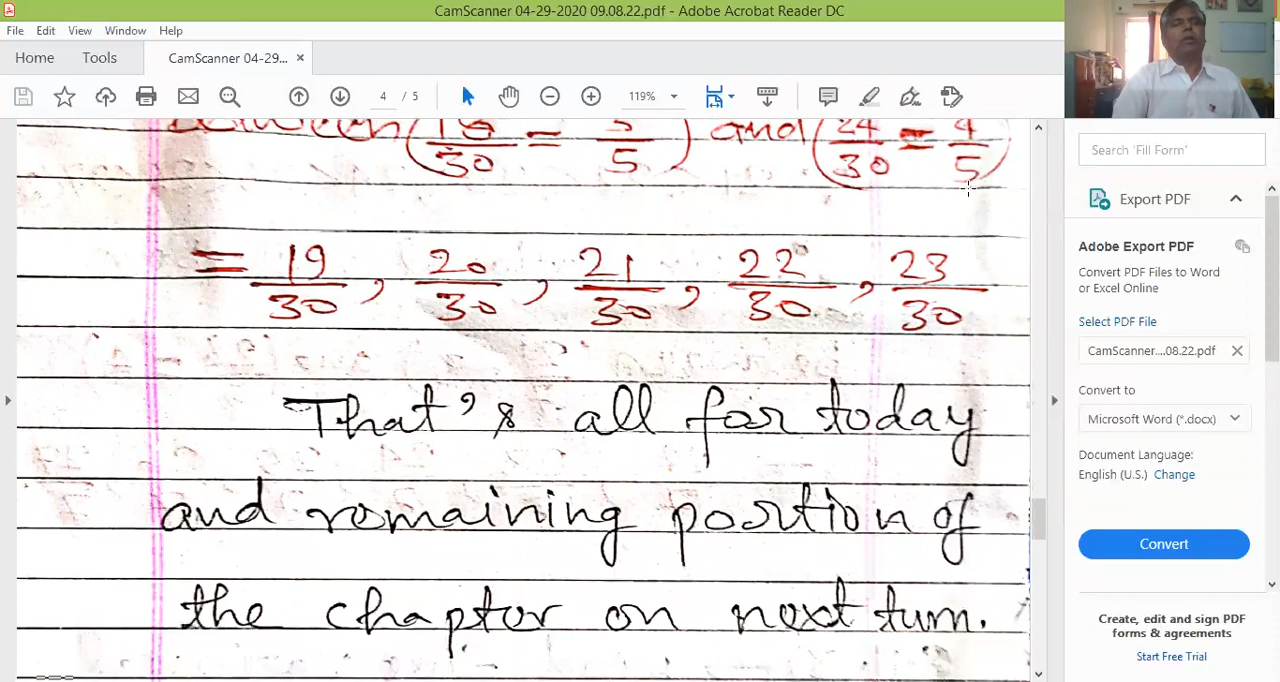 CamScanner 04-29-2020 09.08.22.pdf - Adobe Acrobat Reader DC
File Edit View Window Help
Home Tools CamScanner 04-29... ×
4 / 5 119%
between (18/30 = 3/5) and (24/30 = 4/5)
= 19/30, 20/30, 21/30, 22/30, 23/30
That's all for today
and remaining portion of
the chapter on next turn.
Search 'Fill Form'
Export PDF
Adobe Export PDF
Convert PDF Files to Word
or Excel Online
Select PDF File
CamScanner....08.22.pdf ×
Convert to
Microsoft Word (*.docx)
Document Language:
English (U.S.) Change
Convert
Create, edit and sign PDF
forms & agreements
Start Free Trial